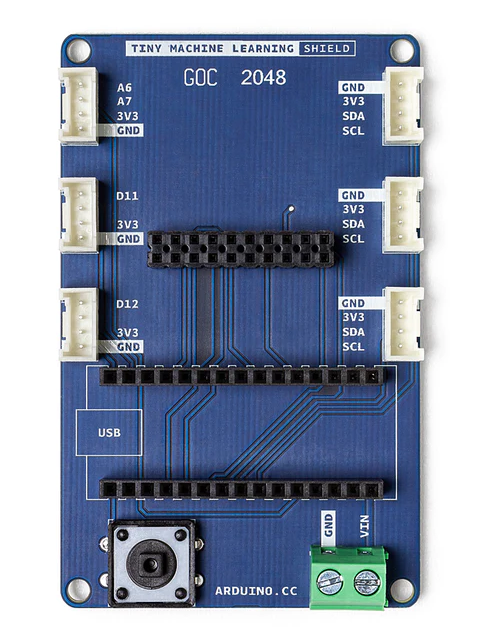 TINY MACHINE LEARNING SHIELD
GOC 2048
A6
A7
3V3
GND
GND
3V3
SDA
SCL
D11
3V3
GND
GND
3V3
SDA
SCL
D12
3V3
GND
GND
3V3
SDA
SCL
USB
GND
VIN
ARDUINO.CC